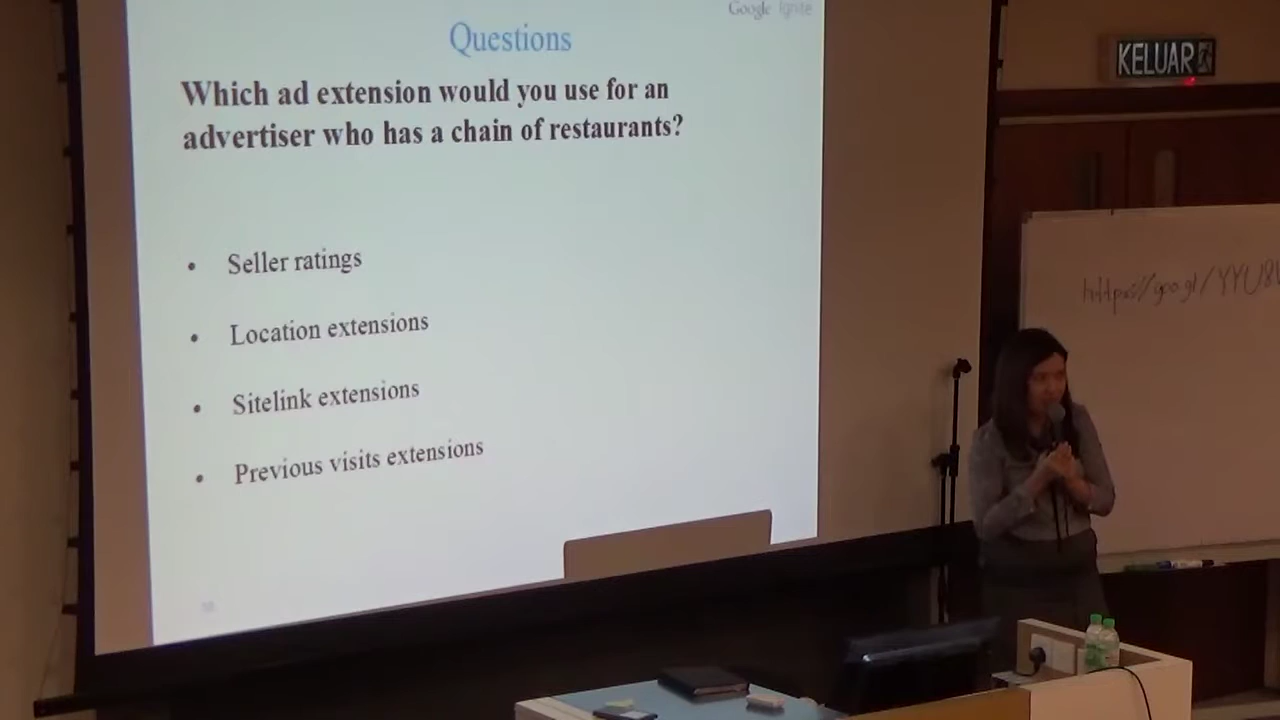 Google Ignite
Questions
Which ad extension would you use for an
advertiser who has a chain of restaurants?
• Seller ratings
• Location extensions
• Sitelink extensions
• Previous visits extensions
KELUAR